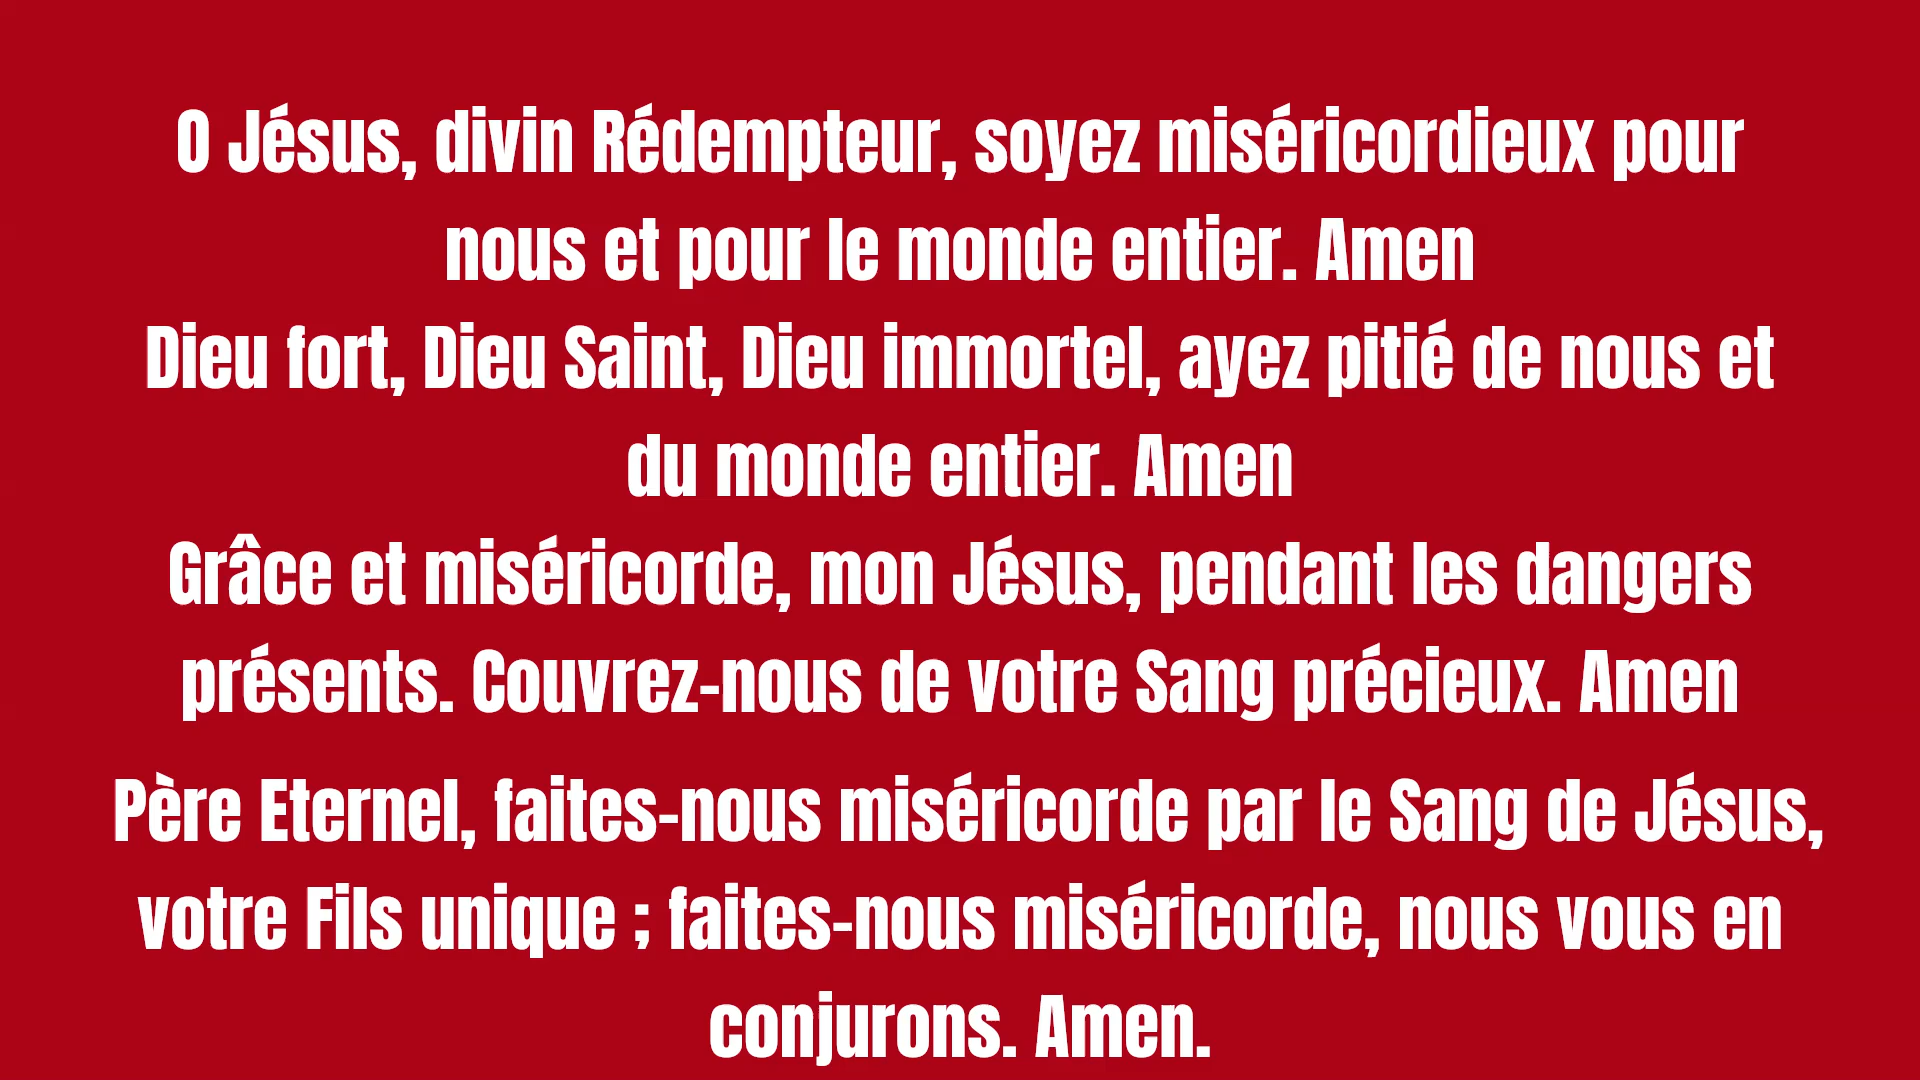 O Jésus, divin Rédempteur, soyez miséricordieux pour
nous et pour le monde entier. Amen
Dieu fort, Dieu Saint, Dieu immortel, ayez pitié de nous et
du monde entier. Amen
Grâce et miséricorde, mon Jésus, pendant les dangers
présents. Couvrez-nous de votre Sang précieux. Amen
Père Eternel, faites-nous miséricorde par le Sang de Jésus,
votre Fils unique ; faites-nous miséricorde, nous vous en
conjurons. Amen.